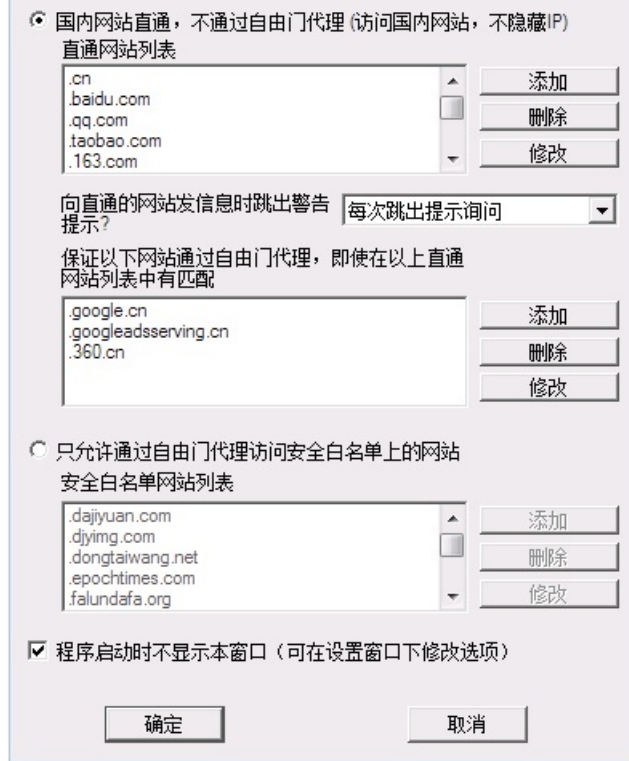 国内网站直通，不通过自由门代理(访问国内网站，不隐藏IP)
直通网站列表
.cn
.baidu.com
.qq.com
.taobao.com
.163.com
添加
删除
修改
向直通的网站发信息时跳出警告
提示?
每次跳出提示询问
保证以下网站通过自由门代理，即使在以上直通
网站列表中有匹配
.google.cn
.googleadsserving.cn
.360.cn
添加
删除
修改
只允许通过自由门代理访问安全白名单上的网站
安全白名单网站列表
.dajiyuan.com
.djyimg.com
.dongtaiwang.net
.epochtimes.com
.falundafa.org
添加
删除
修改
程序启动时不显示本窗口（可在设置窗口下修改选项）
确定
取消